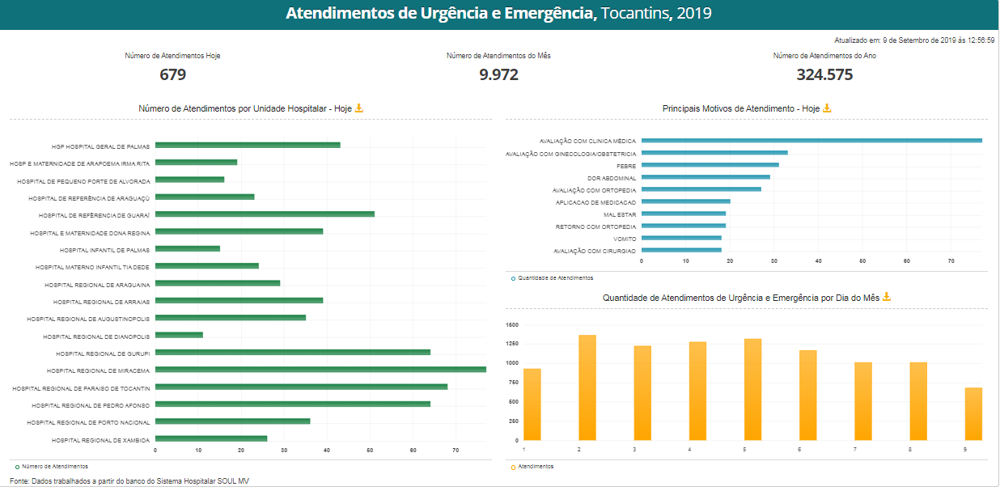 Atendimentos de Urgência e Emergência, Tocantins, 2019
Atualizado em: 9 de Setembro de 2019 às 12:56:59
Número de Atendimentos Hoje
679
Número de Atendimentos do Mês
9.972
Número de Atendimentos do Ano
324.575
Número de Atendimentos por Unidade Hospitalar - Hoje
HGP HOSPITAL GERAL DE PALMAS
HOSP E MATERNIDADE DE ARAPOEMA IRMA RITA
HOSPITAL DE PEQUENO PORTE DE ALVORADA
HOSPITAL DE REFERÊNCIA DE ARAGUAÇÚ
HOSPITAL DE REFÊRENCIA DE GUARAÍ
HOSPITAL E MATERNIDADE DONA REGINA
HOSPITAL INFANTIL DE PALMAS
HOSPITAL MATERNO INFANTIL TIA DEDE
HOSPITAL REGIONAL DE ARAGUAINA
HOSPITAL REGIONAL DE ARRAIAS
HOSPITAL REGIONAL DE AUGUSTINOPOLIS
HOSPITAL REGIONAL DE DIANOPOLIS
HOSPITAL REGIONAL DE GURUPI
HOSPITAL REGIONAL DE MIRACEMA
HOSPITAL REGIONAL DE PARAISO DE TOCANTIN
HOSPITAL REGIONAL DE PEDRO AFONSO
HOSPITAL REGIONAL DE PORTO NACIONAL
HOSPITAL REGIONAL DE XAMBIOA
0 10 20 30 40 50 60 70
Número de Atendimentos
Principais Motivos de Atendimento - Hoje
AVALIAÇÃO COM CLINICA MÉDICA
AVALIAÇÃO COM GINECOLOGIA/OBSTETRICIA
FEBRE
DOR ABDOMINAL
AVALIAÇÃO COM ORTOPEDIA
APLICACAO DE MEDICACAO
MAL ESTAR
RETORNO COM ORTOPEDIA
VOMITO
AVALIAÇÃO COM CIRURGIAO
0 10 20 30 40 50 60 70
Quantidade de Atendimentos
Quantidade de Atendimentos de Urgência e Emergência por Dia do Mês
1500
1250
1000
750
500
250
0
1 2 3 4 5 6 7 8 9
Atendimentos
Fonte: Dados trabalhados a partir do banco do Sistema Hospitalar SOUL MV